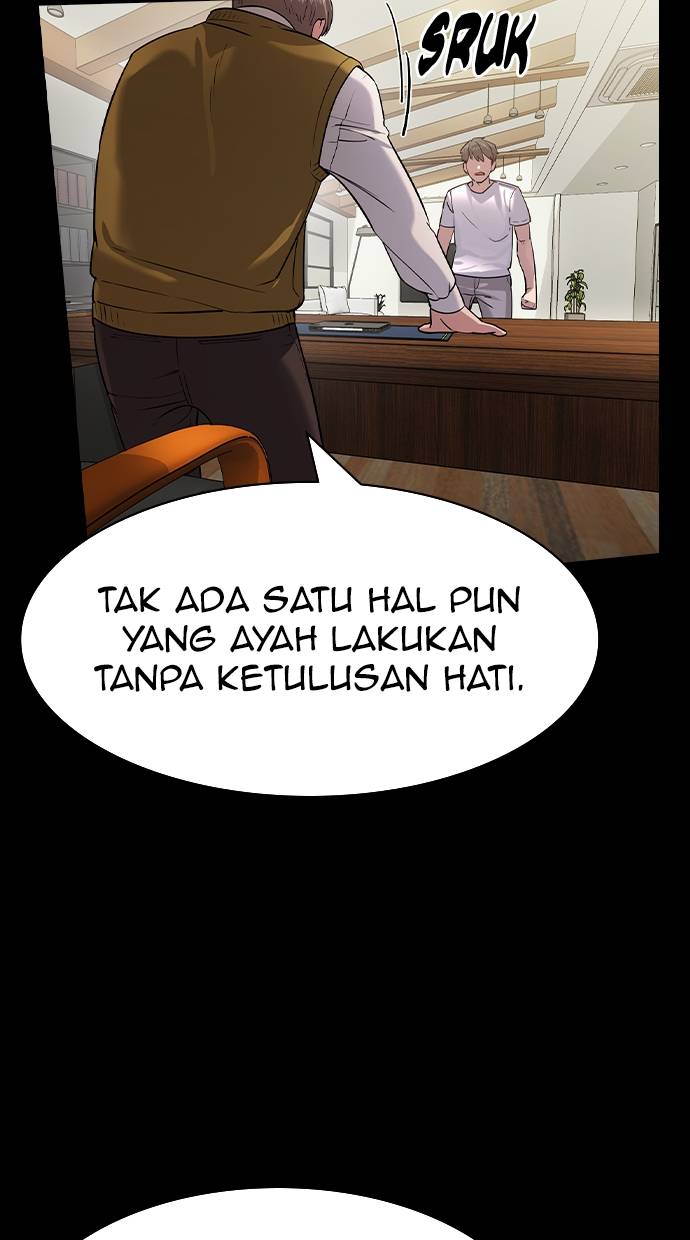 SRUK
TAK ADA SATU HAL PUN
YANG AYAH LAKUKAN
TANPA KETULUSAN HATI.